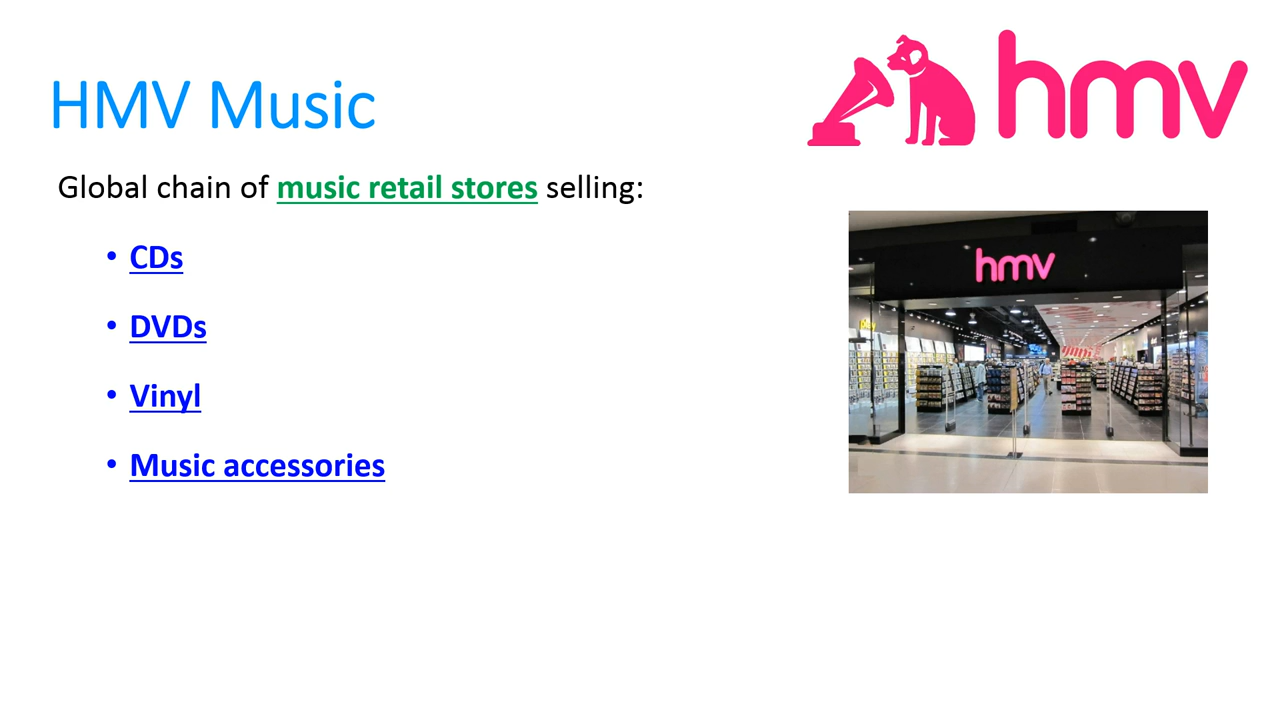 hmv
HMV Music
Global chain of music retail stores selling:
• CDs
• DVDs
• Vinyl
• Music accessories
hmv